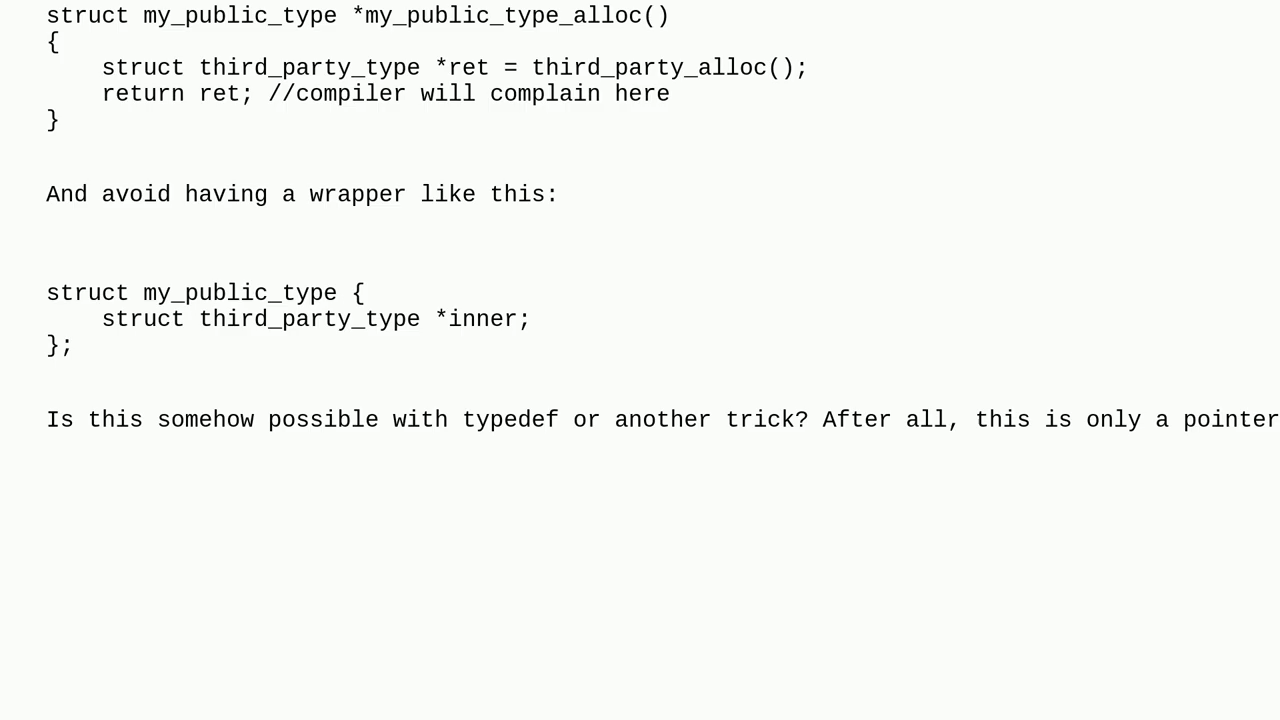 struct my_public_type *my_public_type_alloc()
{
    struct third_party_type *ret = third_party_alloc();
    return ret; //compiler will complain here
}
And avoid having a wrapper like this:
struct my_public_type {
    struct third_party_type *inner;
};
Is this somehow possible with typedef or another trick? After all, this is only a pointer